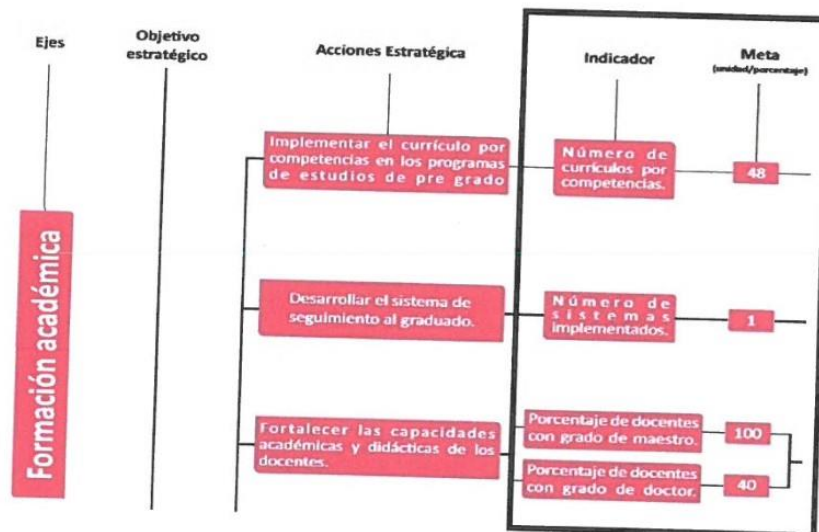 Ejes
Objetivo
estratégico
Acciones Estratégica
Indicador
Meta
(unidad/porcentaje)
Formación académica
Implementar el currículo por
competencias en los programas
de estudios de pre grado
Número de
currículos por
competencias.
48
Desarrollar el sistema de
seguimiento al graduado.
Número de
sistemas
implementados.
1
Fortalecer las capacidades
académicas y didácticas de los
docentes.
Porcentaje de docentes
con grado de maestro.
100
Porcentaje de docentes
con grado de doctor.
40